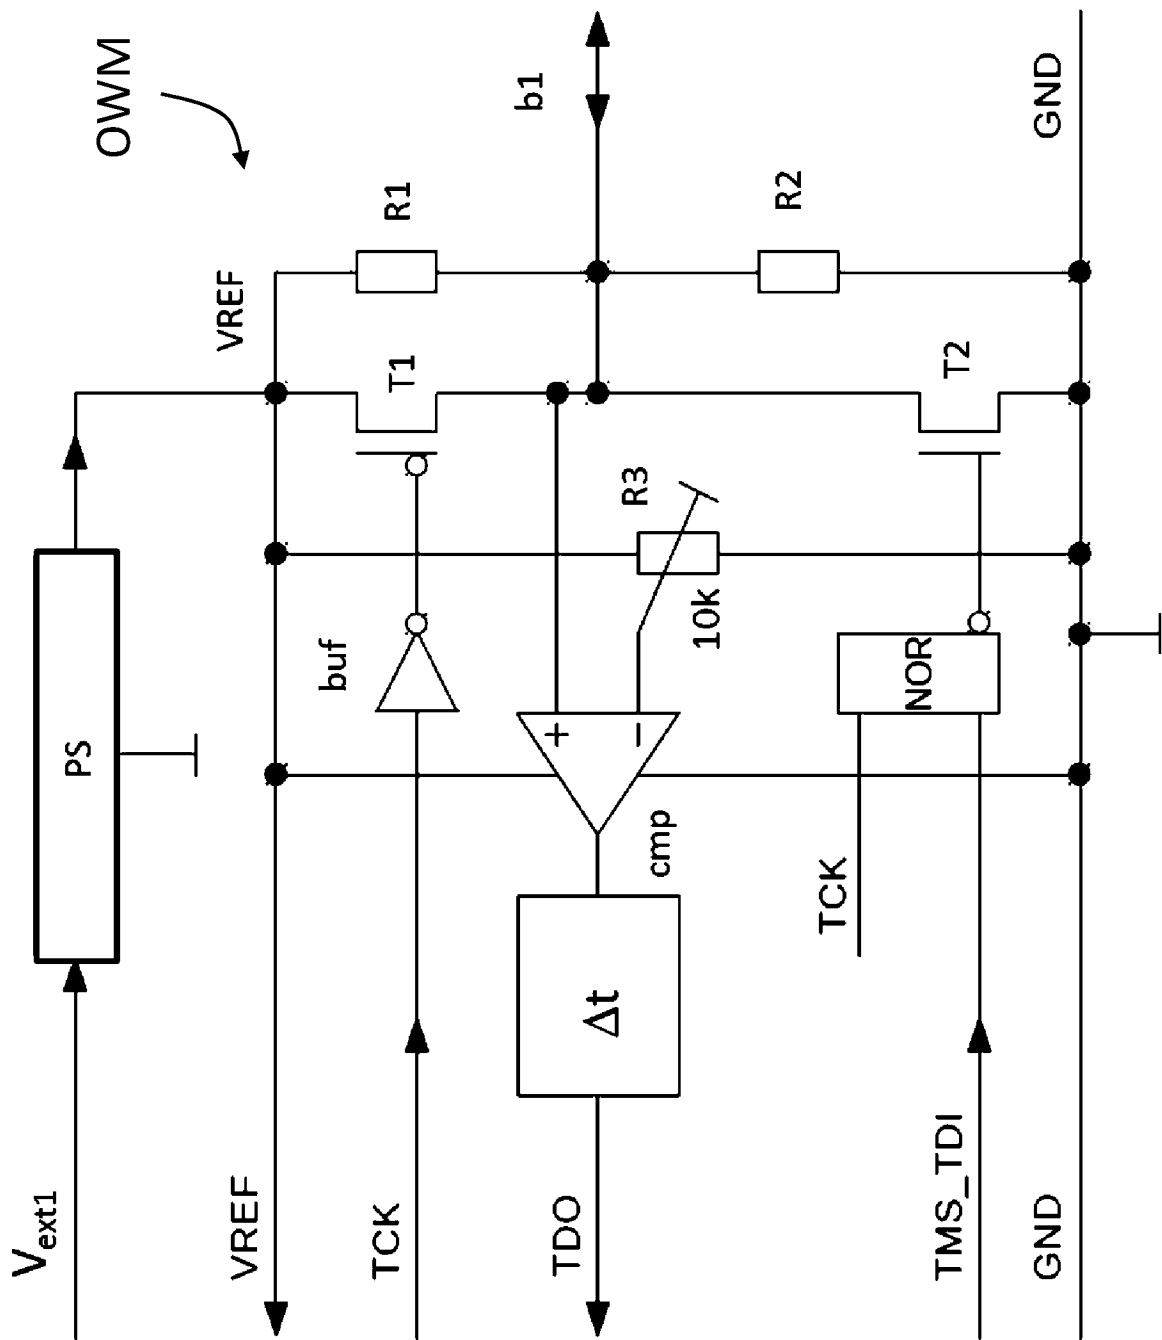 OWM
b1
GND
R1
R2
VREF
T1
T2
R3
10k
buf
NOR
PS
+
−
cmp
TCK
Δt
Vext1
VREF
TCK
TDO
TMS_TDI
GND